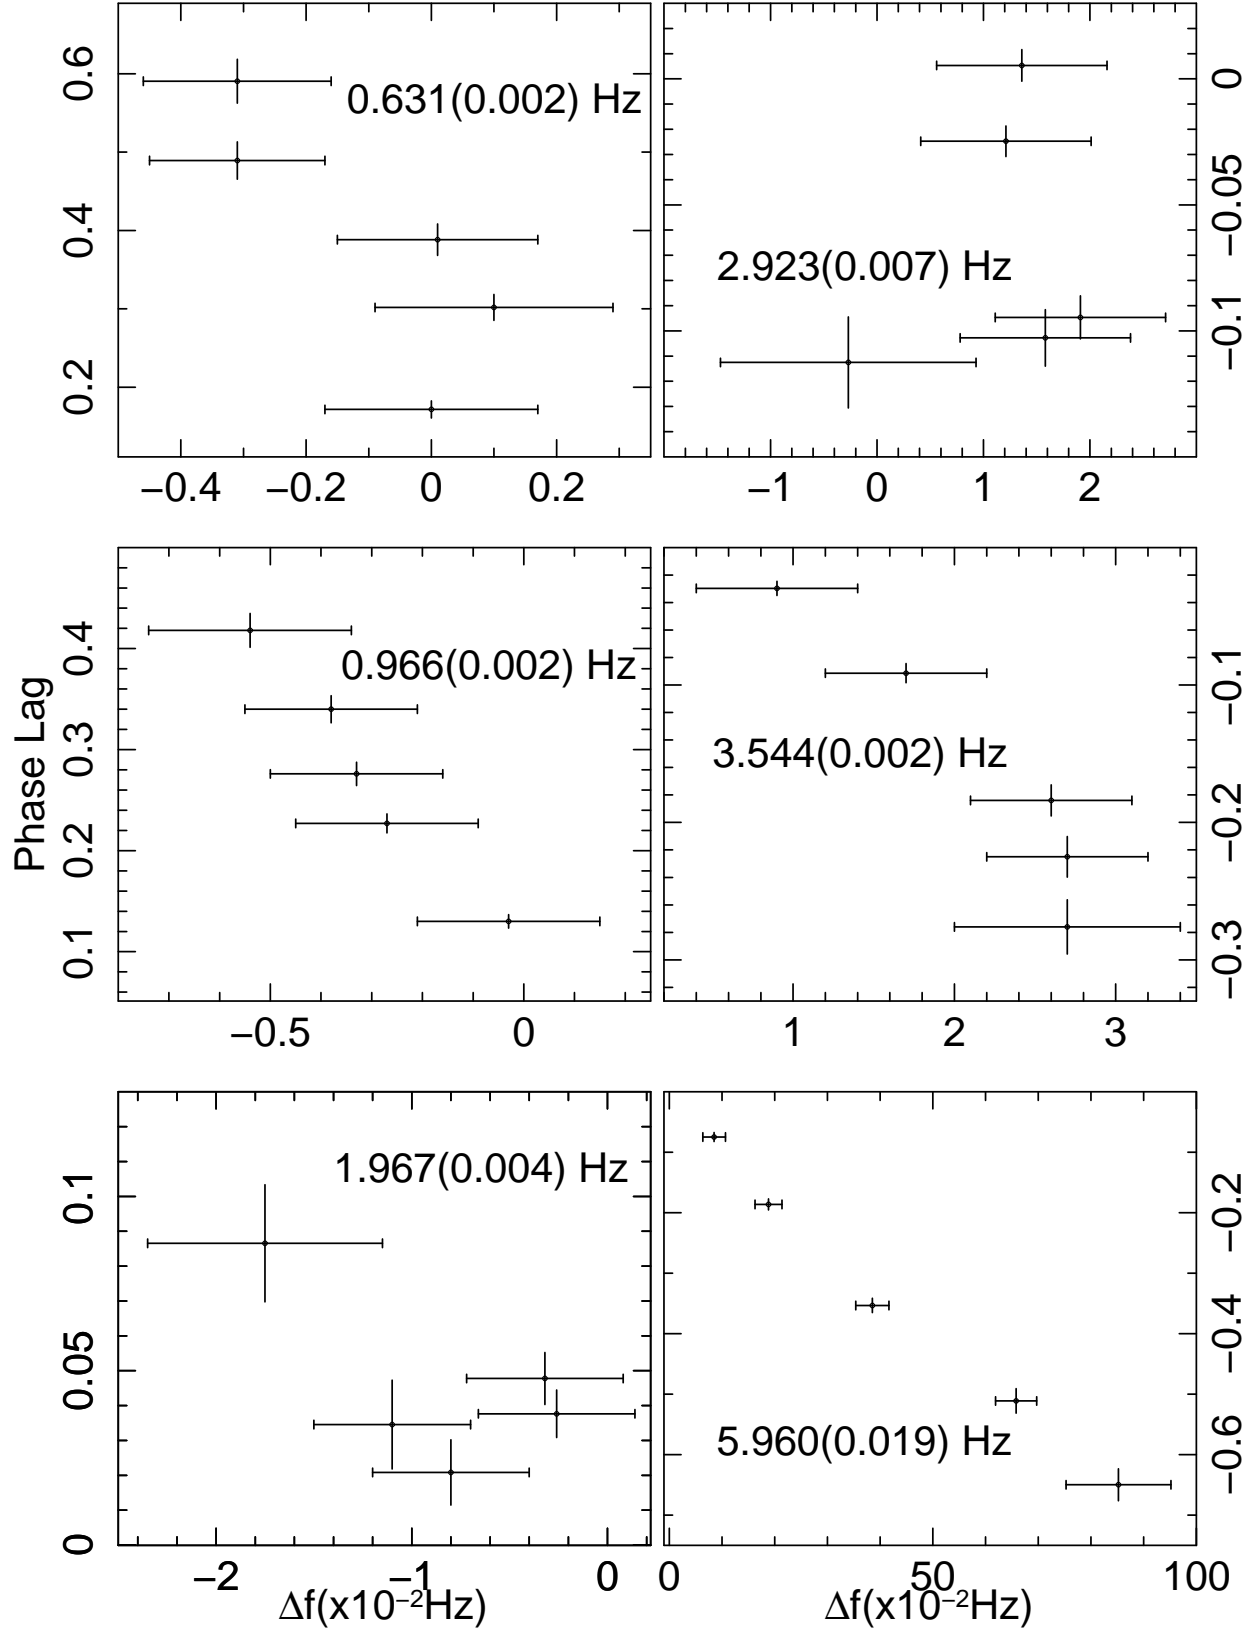 0.6
0.4
0.2
0.631(0.002) Hz
−0.4 −0.2 0 0.2
0
−0.05
−0.1
2.923(0.007) Hz
−1 0 1 2
Phase Lag
0.4
0.3
0.2
0.1
0.966(0.002) Hz
−0.5 0
−0.1
−0.2
−0.3
3.544(0.002) Hz
1 2 3
0.1
0.05
0
1.967(0.004) Hz
−2 −1 0
Δf(x10⁻²Hz)
−0.2
−0.4
−0.6
5.960(0.019) Hz
0 50 100
Δf(x10⁻²Hz)